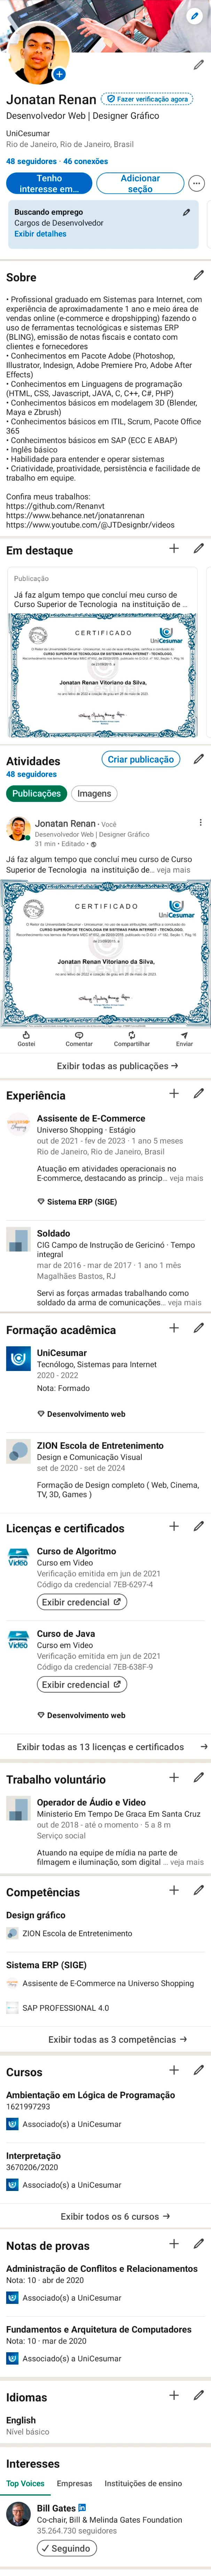 Jonatan Renan
Fazer verificação agora
Desenvolvedor Web | Designer Gráfico
UniCesumar
Rio de Janeiro, Rio de Janeiro, Brasil
48 seguidores · 46 conexões
Tenho interesse em...
Adicionar seção
Buscando emprego
Cargos de Desenvolvedor
Exibir detalhes
Sobre
• Profissional graduado em Sistemas para Internet, com
experiência de aproximadamente 1 ano e meio área de
vendas online (e-commerce e dropshipping) fazendo o
uso de ferramentas tecnológicas e sistemas ERP
(BLING), emissão de notas fiscais e contato com
clientes e fornecedores
• Conhecimentos em Pacote Adobe (Photoshop,
Illustrator, Indesign, Adobe Premiere Pro, Adobe After
Effects)
• Conhecimentos em Linguagens de programação
(HTML, CSS, Javascript, JAVA, C, C++, C#, PHP)
• Conhecimentos básicos em modelagem 3D (Blender,
Maya e Zbrush)
• Conhecimentos básicos em ITIL, Scrum, Pacote Office
365
• Conhecimentos básicos em SAP (ECC E ABAP)
• Inglês básico
• Habilidade para entender e operar sistemas
• Criatividade, proatividade, persistência e facilidade de
trabalho em equipe.
Confira meus trabalhos:
https://github.com/Renanvt
https://www.behance.net/jonatanrenan
https://www.youtube.com/@JTDesignbr/videos
Em destaque
Publicação
Já faz algum tempo que conclui meu curso de
Curso Superior de Tecnologia na instituição de ...
CERTIFICADO
UniCesumar
Jonatan Renan Vitoriano da Silva,
Atividades
Criar publicação
48 seguidores
Publicações
Imagens
Jonatan Renan • Você
Desenvolvedor Web | Designer Gráfico
31 min • Editado •
Já faz algum tempo que conclui meu curso de Curso
Superior de Tecnologia na instituição de... veja mais
CERTIFICADO
UniCesumar
Jonatan Renan Vitoriano da Silva,
Gostei
Comentar
Compartilhar
Enviar
Exibir todas as publicações →
Experiência
Assisente de E-Commerce
Universo Shopping · Estágio
out de 2021 - fev de 2023 · 1 ano 5 meses
Rio de Janeiro, Rio de Janeiro, Brasil
Atuação em atividades operacionais no
E-commerce, destacando as princip... veja mais
Sistema ERP (SIGE)
Soldado
CIG Campo de Instrução de Gericinó · Tempo
integral
mar de 2016 - mar de 2017 · 1 ano 1 mês
Magalhães Bastos, RJ
Servi as forças armadas trabalhando como
soldado da arma de comunicações... veja mais
Formação acadêmica
UniCesumar
Tecnólogo, Sistemas para Internet
2020 - 2022
Nota: Formado
Desenvolvimento web
ZION Escola de Entretenimento
Design e Comunicação Visual
set de 2020 - set de 2024
Formação de Design completo ( Web, Cinema,
TV, 3D, Games )
Licenças e certificados
Curso de Algoritmo
Curso em Video
Verificação emitida em jun de 2021
Código da credencial 7EB-6297-4
Exibir credencial
Curso de Java
Curso em Video
Verificação emitida em jun de 2021
Código da credencial 7EB-638F-9
Exibir credencial
Desenvolvimento web
Exibir todas as 13 licenças e certificados →
Trabalho voluntário
Operador de Áudio e Video
Ministerio Em Tempo De Graca Em Santa Cruz
out de 2018 - até o momento · 5 a 8 m
Serviço social
Atuando na equipe de mídia na parte de
filmagem e iluminação, som digital ... veja mais
Competências
Design gráfico
ZION Escola de Entretenimento
Sistema ERP (SIGE)
Assisente de E-Commerce na Universo Shopping
SAP PROFESSIONAL 4.0
Exibir todas as 3 competências →
Cursos
Ambientação em Lógica de Programação
1621997293
Associado(s) a UniCesumar
Interpretação
3670206/2020
Associado(s) a UniCesumar
Exibir todos os 6 cursos →
Notas de provas
Administração de Conflitos e Relacionamentos
Nota: 10 · abr de 2020
Associado(s) a UniCesumar
Fundamentos e Arquitetura de Computadores
Nota: 10 · mar de 2020
Associado(s) a UniCesumar
Idiomas
English
Nível básico
Interesses
Top Voices
Empresas
Instituições de ensino
Bill Gates
Co-chair, Bill & Melinda Gates Foundation
35.264.730 seguidores
✓ Seguindo